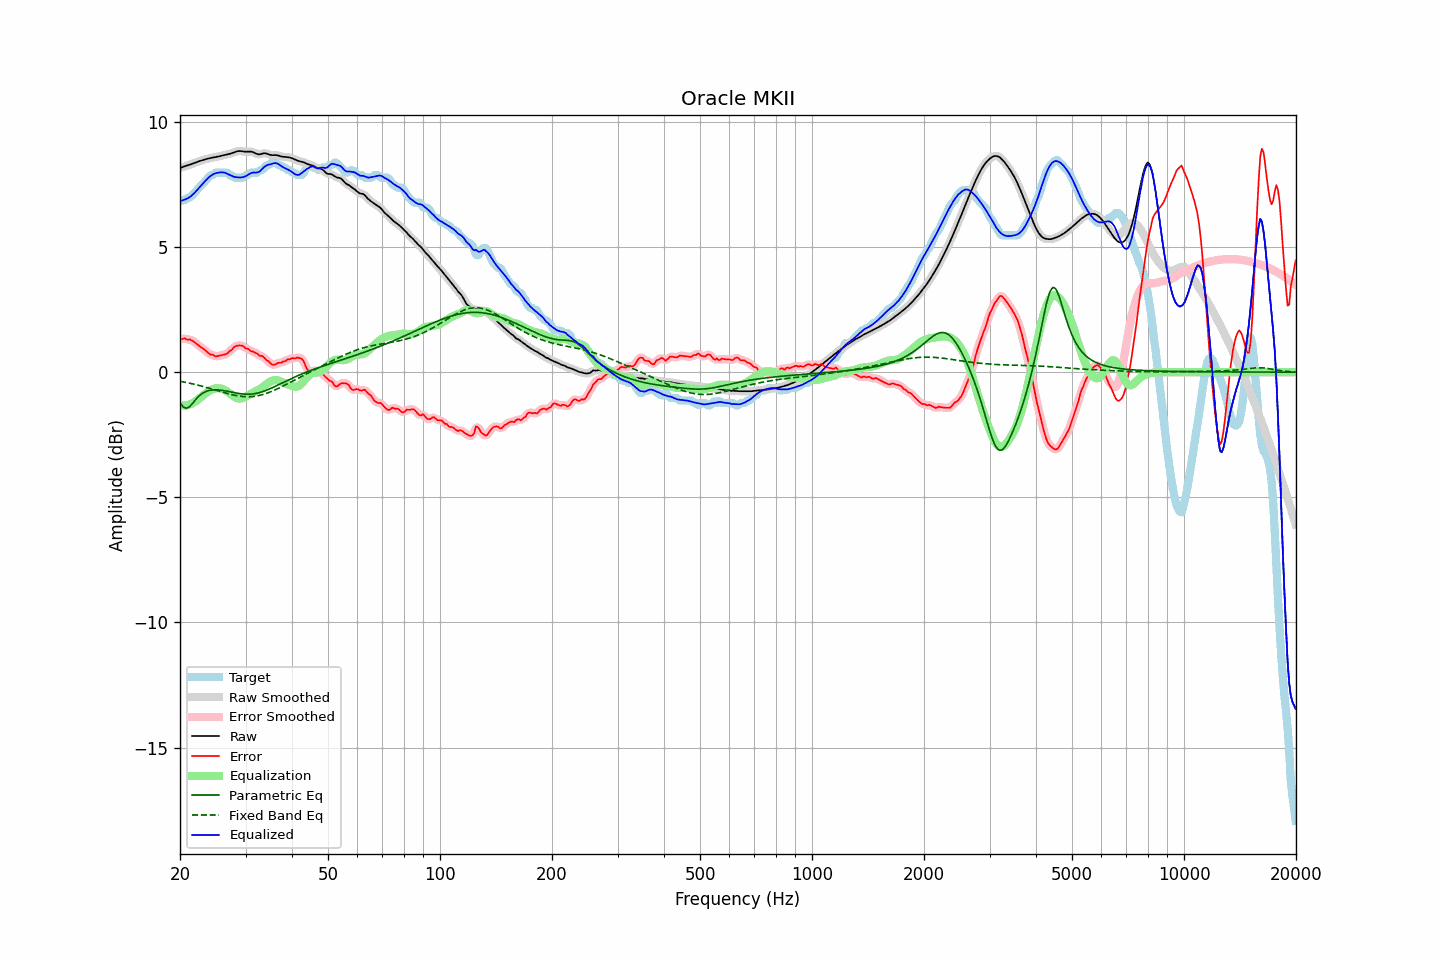 Oracle MKII
Amplitude (dBr)
10
5
0
−5
−10
−15
Target
Raw Smoothed
Error Smoothed
Raw
Error
Equalization
Parametric Eq
Fixed Band Eq
Equalized
20 50 100 200 500 1000 2000 5000 10000 20000
Frequency (Hz)